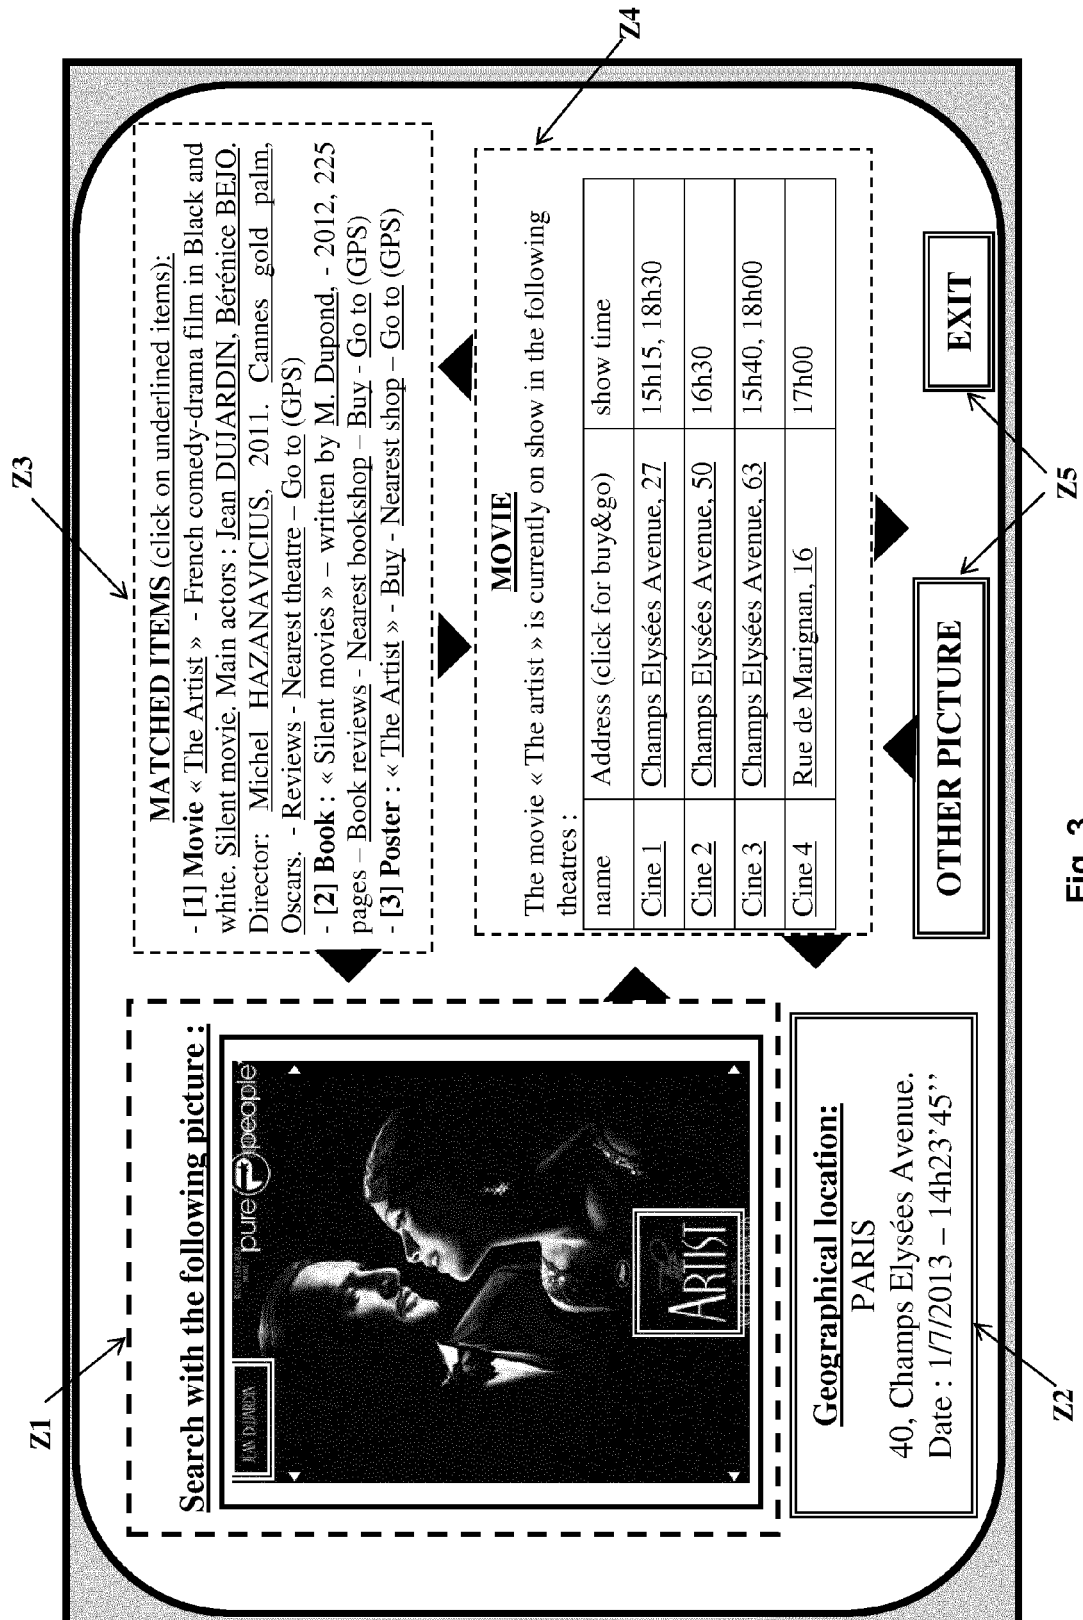 Z1
Z3
Search with the following picture :
JEAN DUJARDIN
pure people
The
ARTIST
Geographical location:
PARIS
40, Champs Elysées Avenue.
Date : 1/7/2013 – 14h23’45’’
Z2
MATCHED ITEMS (click on underlined items):
- [1] Movie « The Artist » - French comedy-drama film in Black and
white. Silent movie. Main actors : Jean DUJARDIN, Bérénice BEJO.
Director: Michel HAZANAVICIUS, 2011. Cannes gold palm,
Oscars. - Reviews - Nearest theatre – Go to (GPS)
- [2] Book : « Silent movies » – written by M. Dupond, - 2012, 225
pages – Book reviews - Nearest bookshop – Buy - Go to (GPS)
- [3] Poster : « The Artist » - Buy - Nearest shop – Go to (GPS)
Z4
MOVIE
The movie « The artist » is currently on show in the following
theatres :
name Address (click for buy&go) show time
Cine 1 Champs Elysées Avenue, 27 15h15, 18h30
Cine 2 Champs Elysées Avenue, 50 16h30
Cine 3 Champs Elysées Avenue, 63 15h40, 18h00
Cine 4 Rue de Marignan, 16 17h00
OTHER PICTURE
EXIT
Z5
Fig. 3